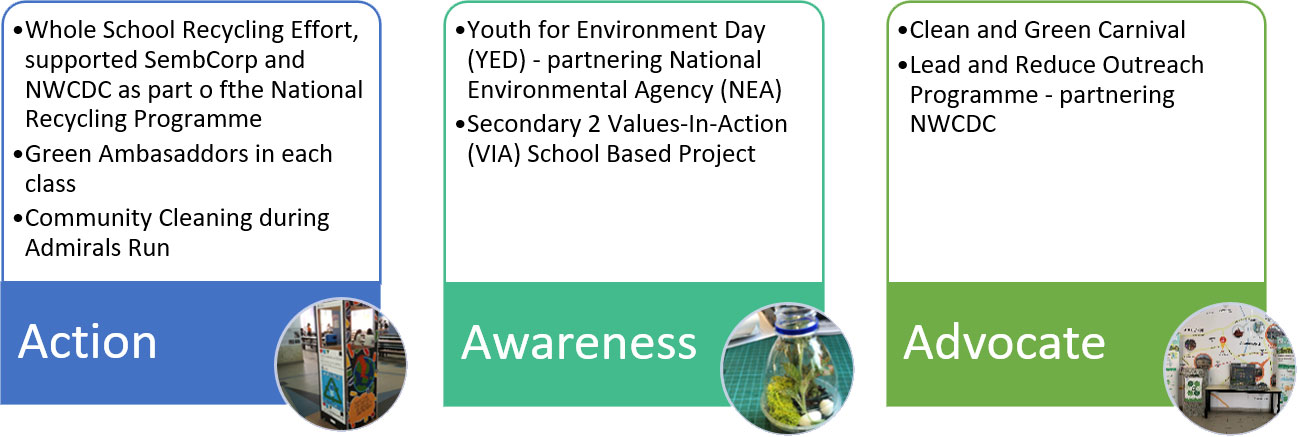 •Whole School Recycling Effort,
supported SembCorp and
NWCDC as part o fthe National
Recycling Programme
•Green Ambasaddors in each
class
•Community Cleaning during
Admirals Run
Action
•Youth for Environment Day
(YED) - partnering National
Environmental Agency (NEA)
•Secondary 2 Values-In-Action
(VIA) School Based Project
Awareness
•Clean and Green Carnival
•Lead and Reduce Outreach
Programme - partnering
NWCDC
Advocate